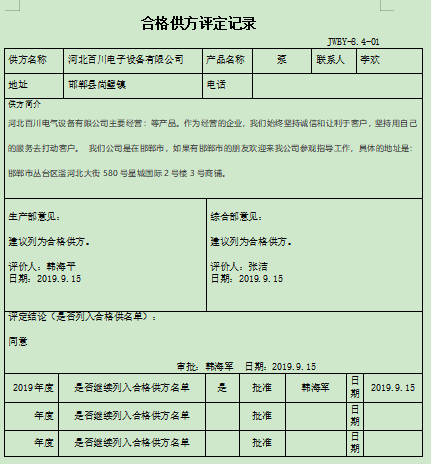 合格供方评定记录
JWBY-8.4-01
供方名称 河北百川电子设备有限公司 产品名称 泵 联系人 李欢
地址 邯郸县尚壁镇 电话
供方简介
河北百川电气设备有限公司主要经营：等产品。作为经营的企业，我们始终坚持诚信和让利于客户，坚持用自己
的服务去打动客户。 我们公司是在邯郸市，如果有邯郸市的朋友欢迎来我公司参观指导工作，具体的地址是：
邯郸市丛台区滏河北大街 580 号星城国际 2 号楼 3 号商铺。
生产部意见： 综合部意见：
建议列为合格供方。 建议列为合格供方。
评价人：韩海平 评价人：张洁
日期：2019.9.15 日期：2019.9.15
评定结论（是否列入合格供名单）：
同意
审批：韩海军 日期：2019.9.15
2019年度 是否继续列入合格供方名单 是 批准 韩海军 日期 2019.9.15
年度 是否继续列入合格供方名单 批准 日期
年度 是否继续列入合格供方名单 批准 日期